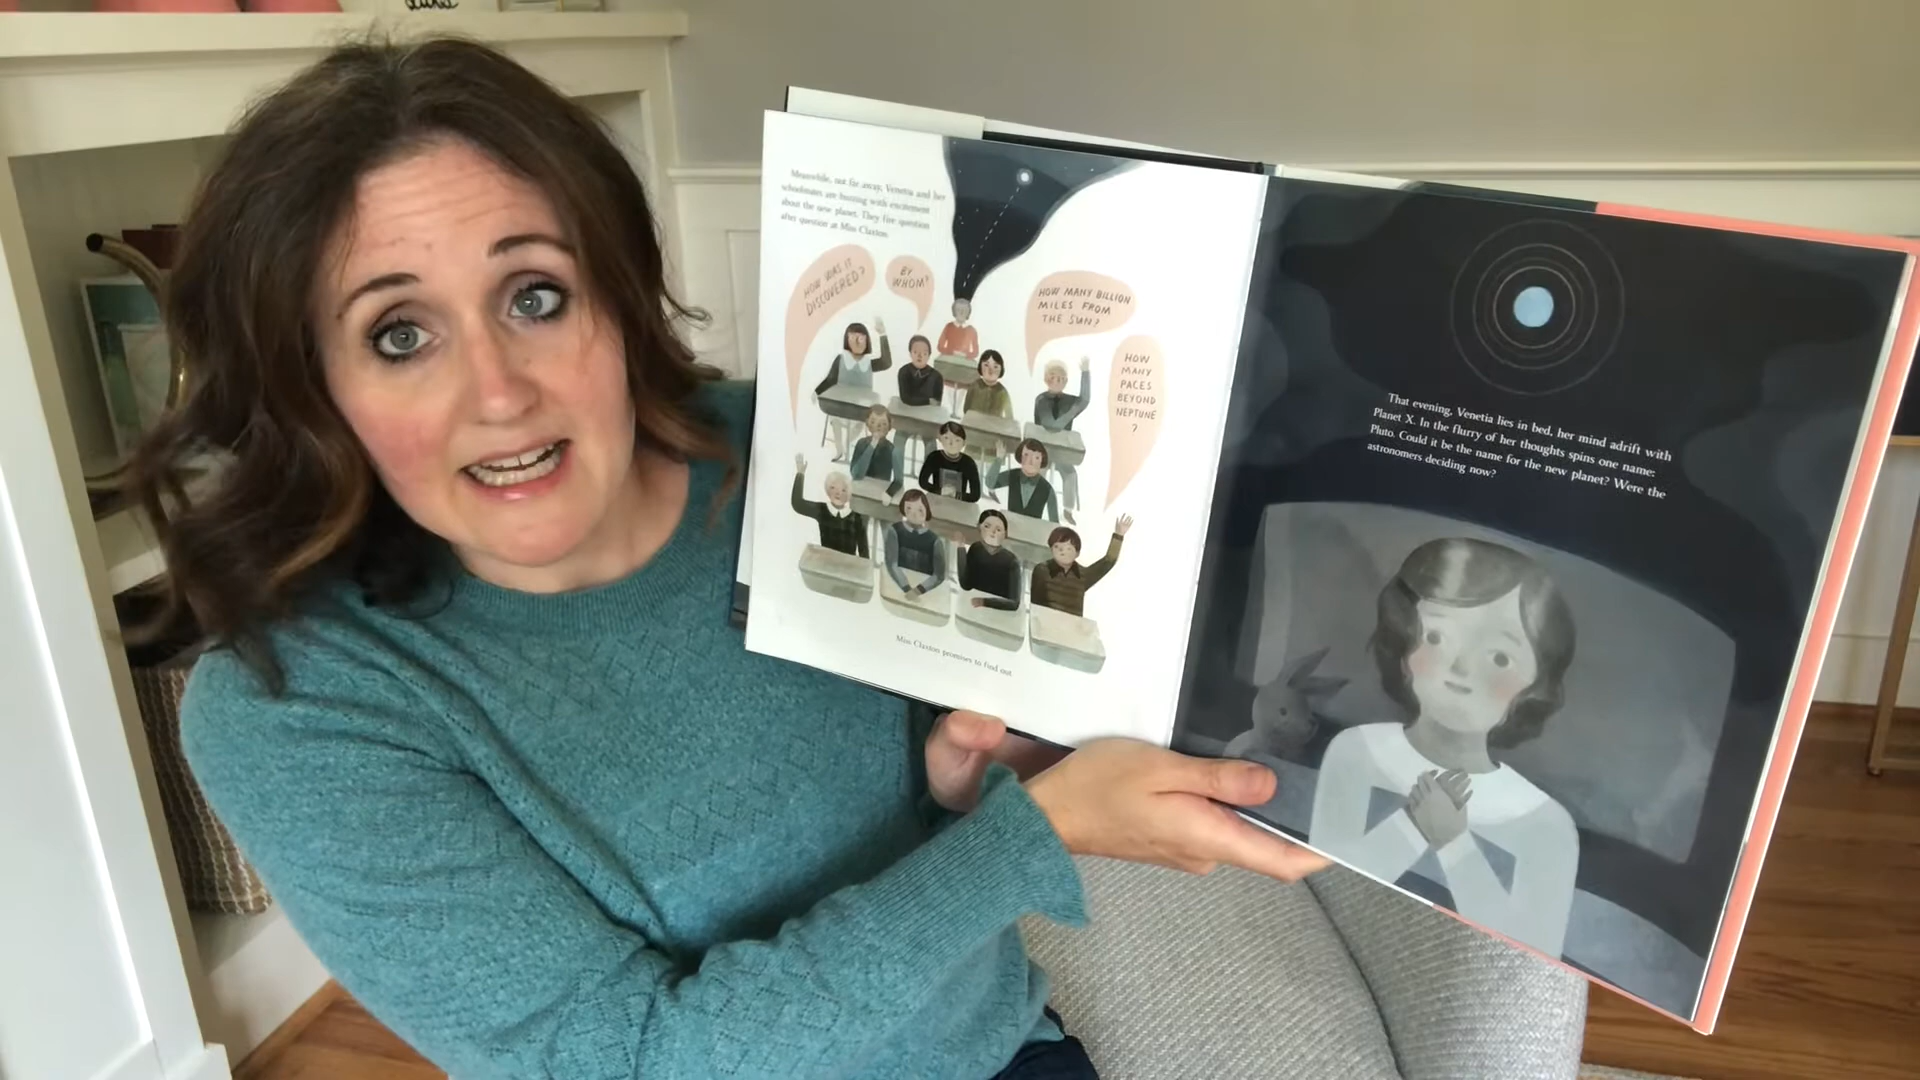 Meanwhile, not far away, Venetia and her
schoolmates are buzzing with excitement
about the new planet. They fire question
after question at Miss Claxton.
HOW WAS IT
DISCOVERED?
BY
WHOM?
HOW MANY BILLION
MILES FROM
THE SUN?
HOW
MANY
PACES
BEYOND
NEPTUNE
?
Miss Claxton promises to find out.
That evening, Venetia lies in bed, her mind adrift with
Planet X. In the flurry of her thoughts spins one name:
Pluto. Could it be the name for the new planet? Were the
astronomers deciding now?